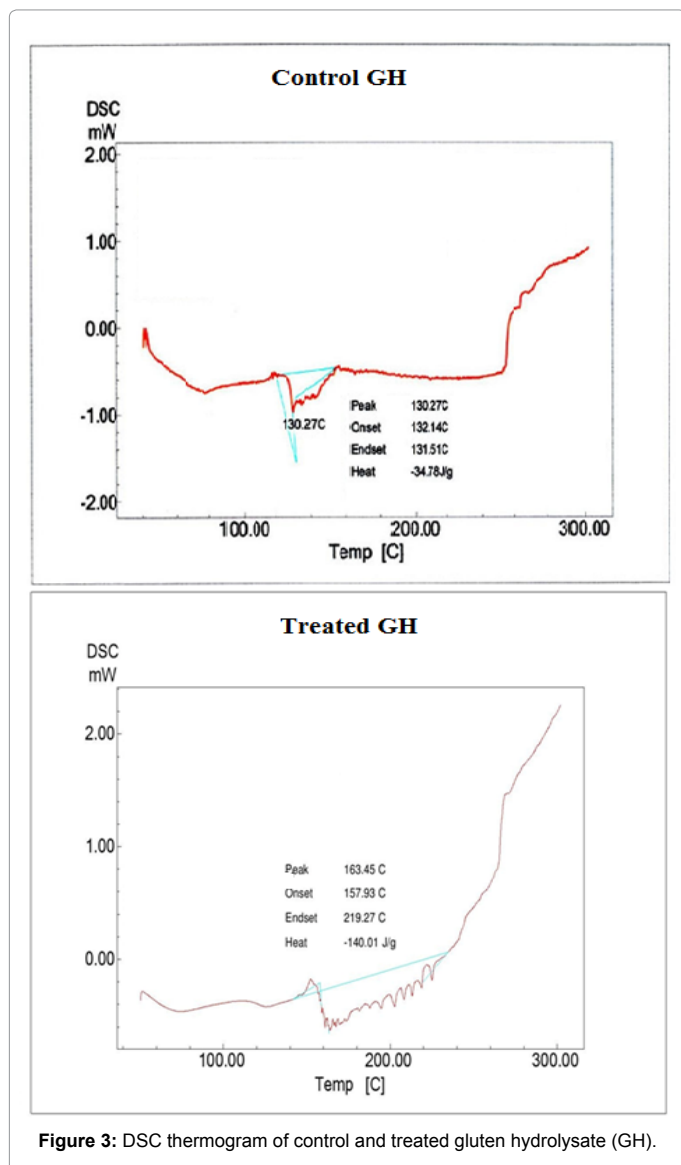 Control GH
DSC
mW
2.00
1.00
0.00
-1.00
-2.00
130.27C
Peak 130.27C
Onset 132.14C
Endset 131.51C
Heat -34.78J/g
100.00 200.00 300.00
Temp [C]
Treated GH
DSC
mW
2.00
1.00
0.00
Peak 163.45 C
Onset 157.93 C
Endset 219.27 C
Heat -140.01 J/g
100.00 200.00 300.00
Temp [C]
Figure 3: DSC thermogram of control and treated gluten hydrolysate (GH).